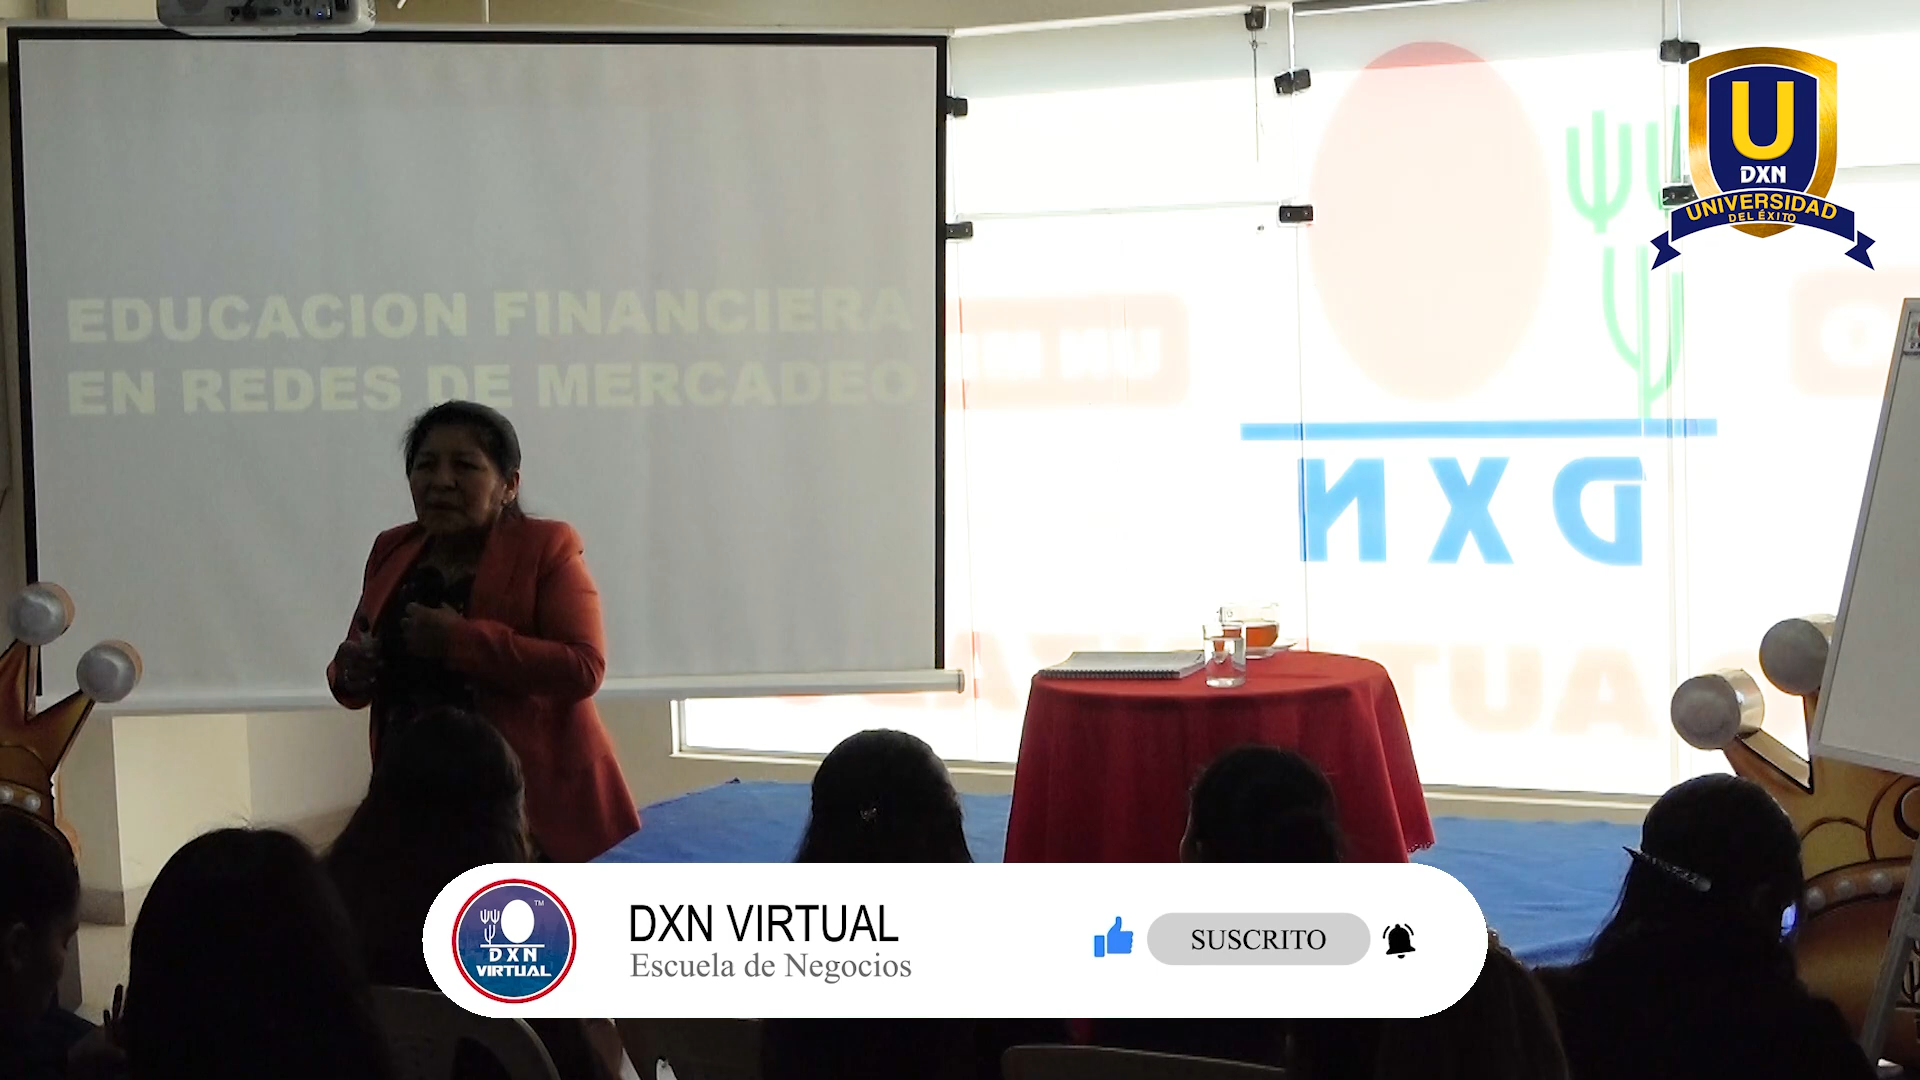 EDUCACION FINANCIERA
EN REDES DE MERCADEO
U
DXN
UNIVERSIDAD
DEL ÉXITO
DXN
DXN
VIRTUAL
TM
DXN VIRTUAL
Escuela de Negocios
SUSCRITO